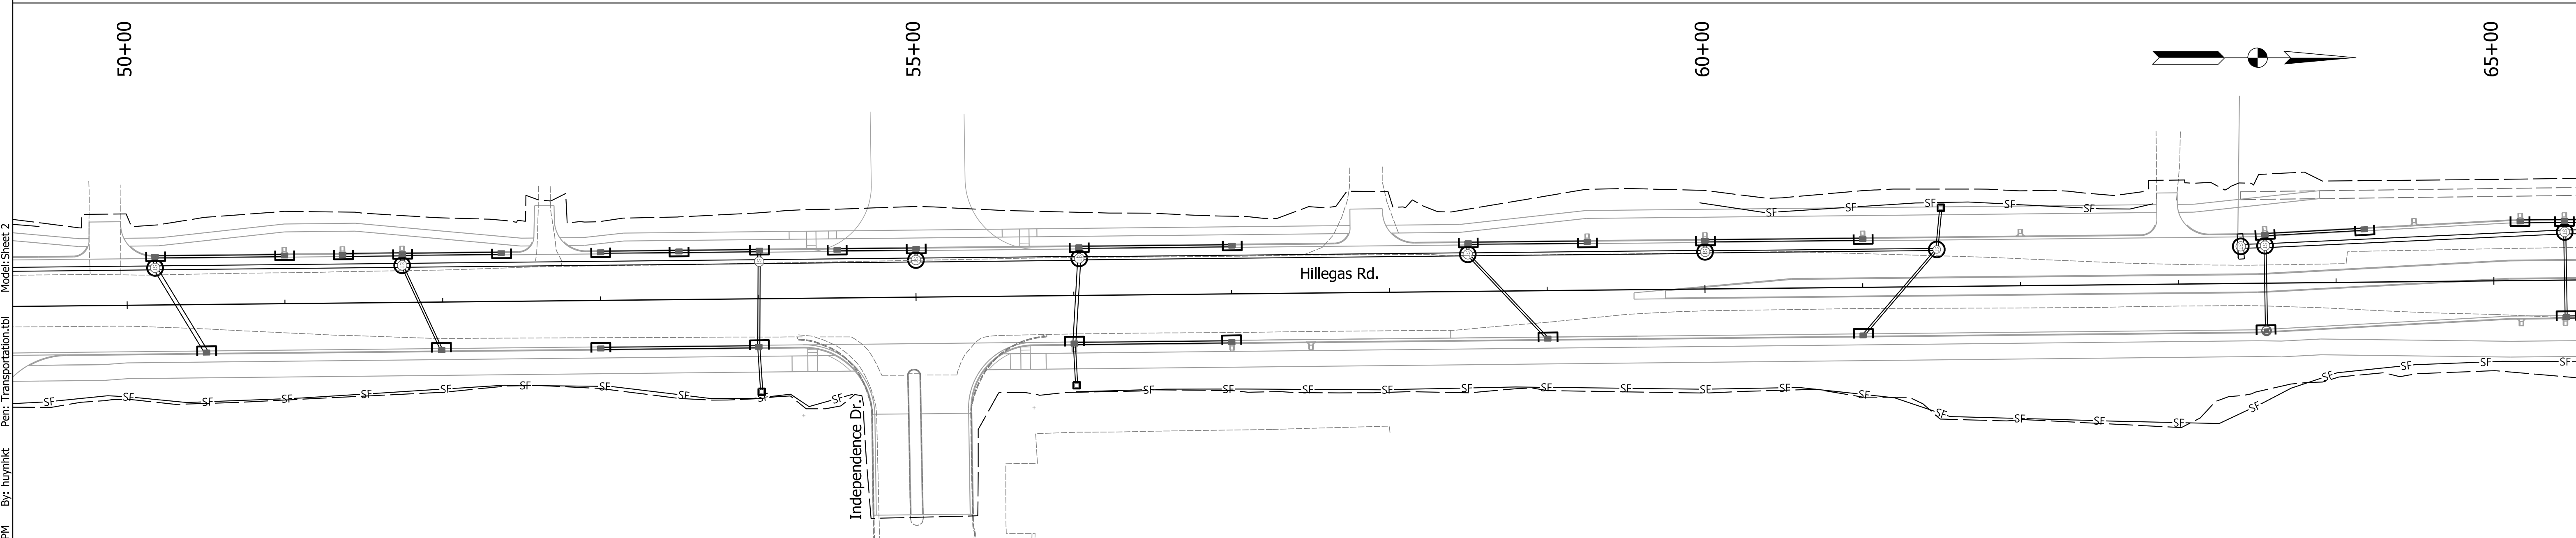 50+00
55+00
60+00
65+00
Hillegas Rd.
Independence Dr.
SF SF SF SF SF
SF SF SF SF SF SF SF SF SF SF SF
SF SF SF SF SF SF SF SF SF SF SF SF SF SF SF SF SF SF
Model:Sheet 2
Pen: Transportation.tbl
By: huynhkt
PM